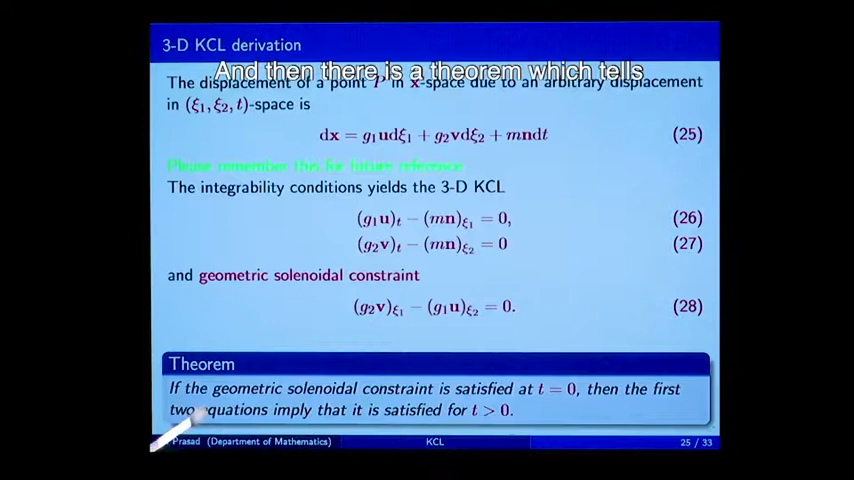 3-D KCL derivation
And then there is a theorem which tells
The displacement of a point P in x-space due to an arbitrary displacement
in (ξ₁, ξ₂, t)-space is
dx = g₁udξ₁ + g₂vdξ₂ + mndt (25)
Please remember this for future reference
The integrability conditions yields the 3-D KCL
(g₁u)ₜ − (mn)_ξ₁ = 0, (26)
(g₂v)ₜ − (mn)_ξ₂ = 0 (27)
and geometric solenoidal constraint
(g₂v)_ξ₁ − (g₁u)_ξ₂ = 0. (28)
Theorem
If the geometric solenoidal constraint is satisfied at t = 0, then the first
two equations imply that it is satisfied for t > 0.
Prasad (Department of Mathematics) KCL 25 / 33